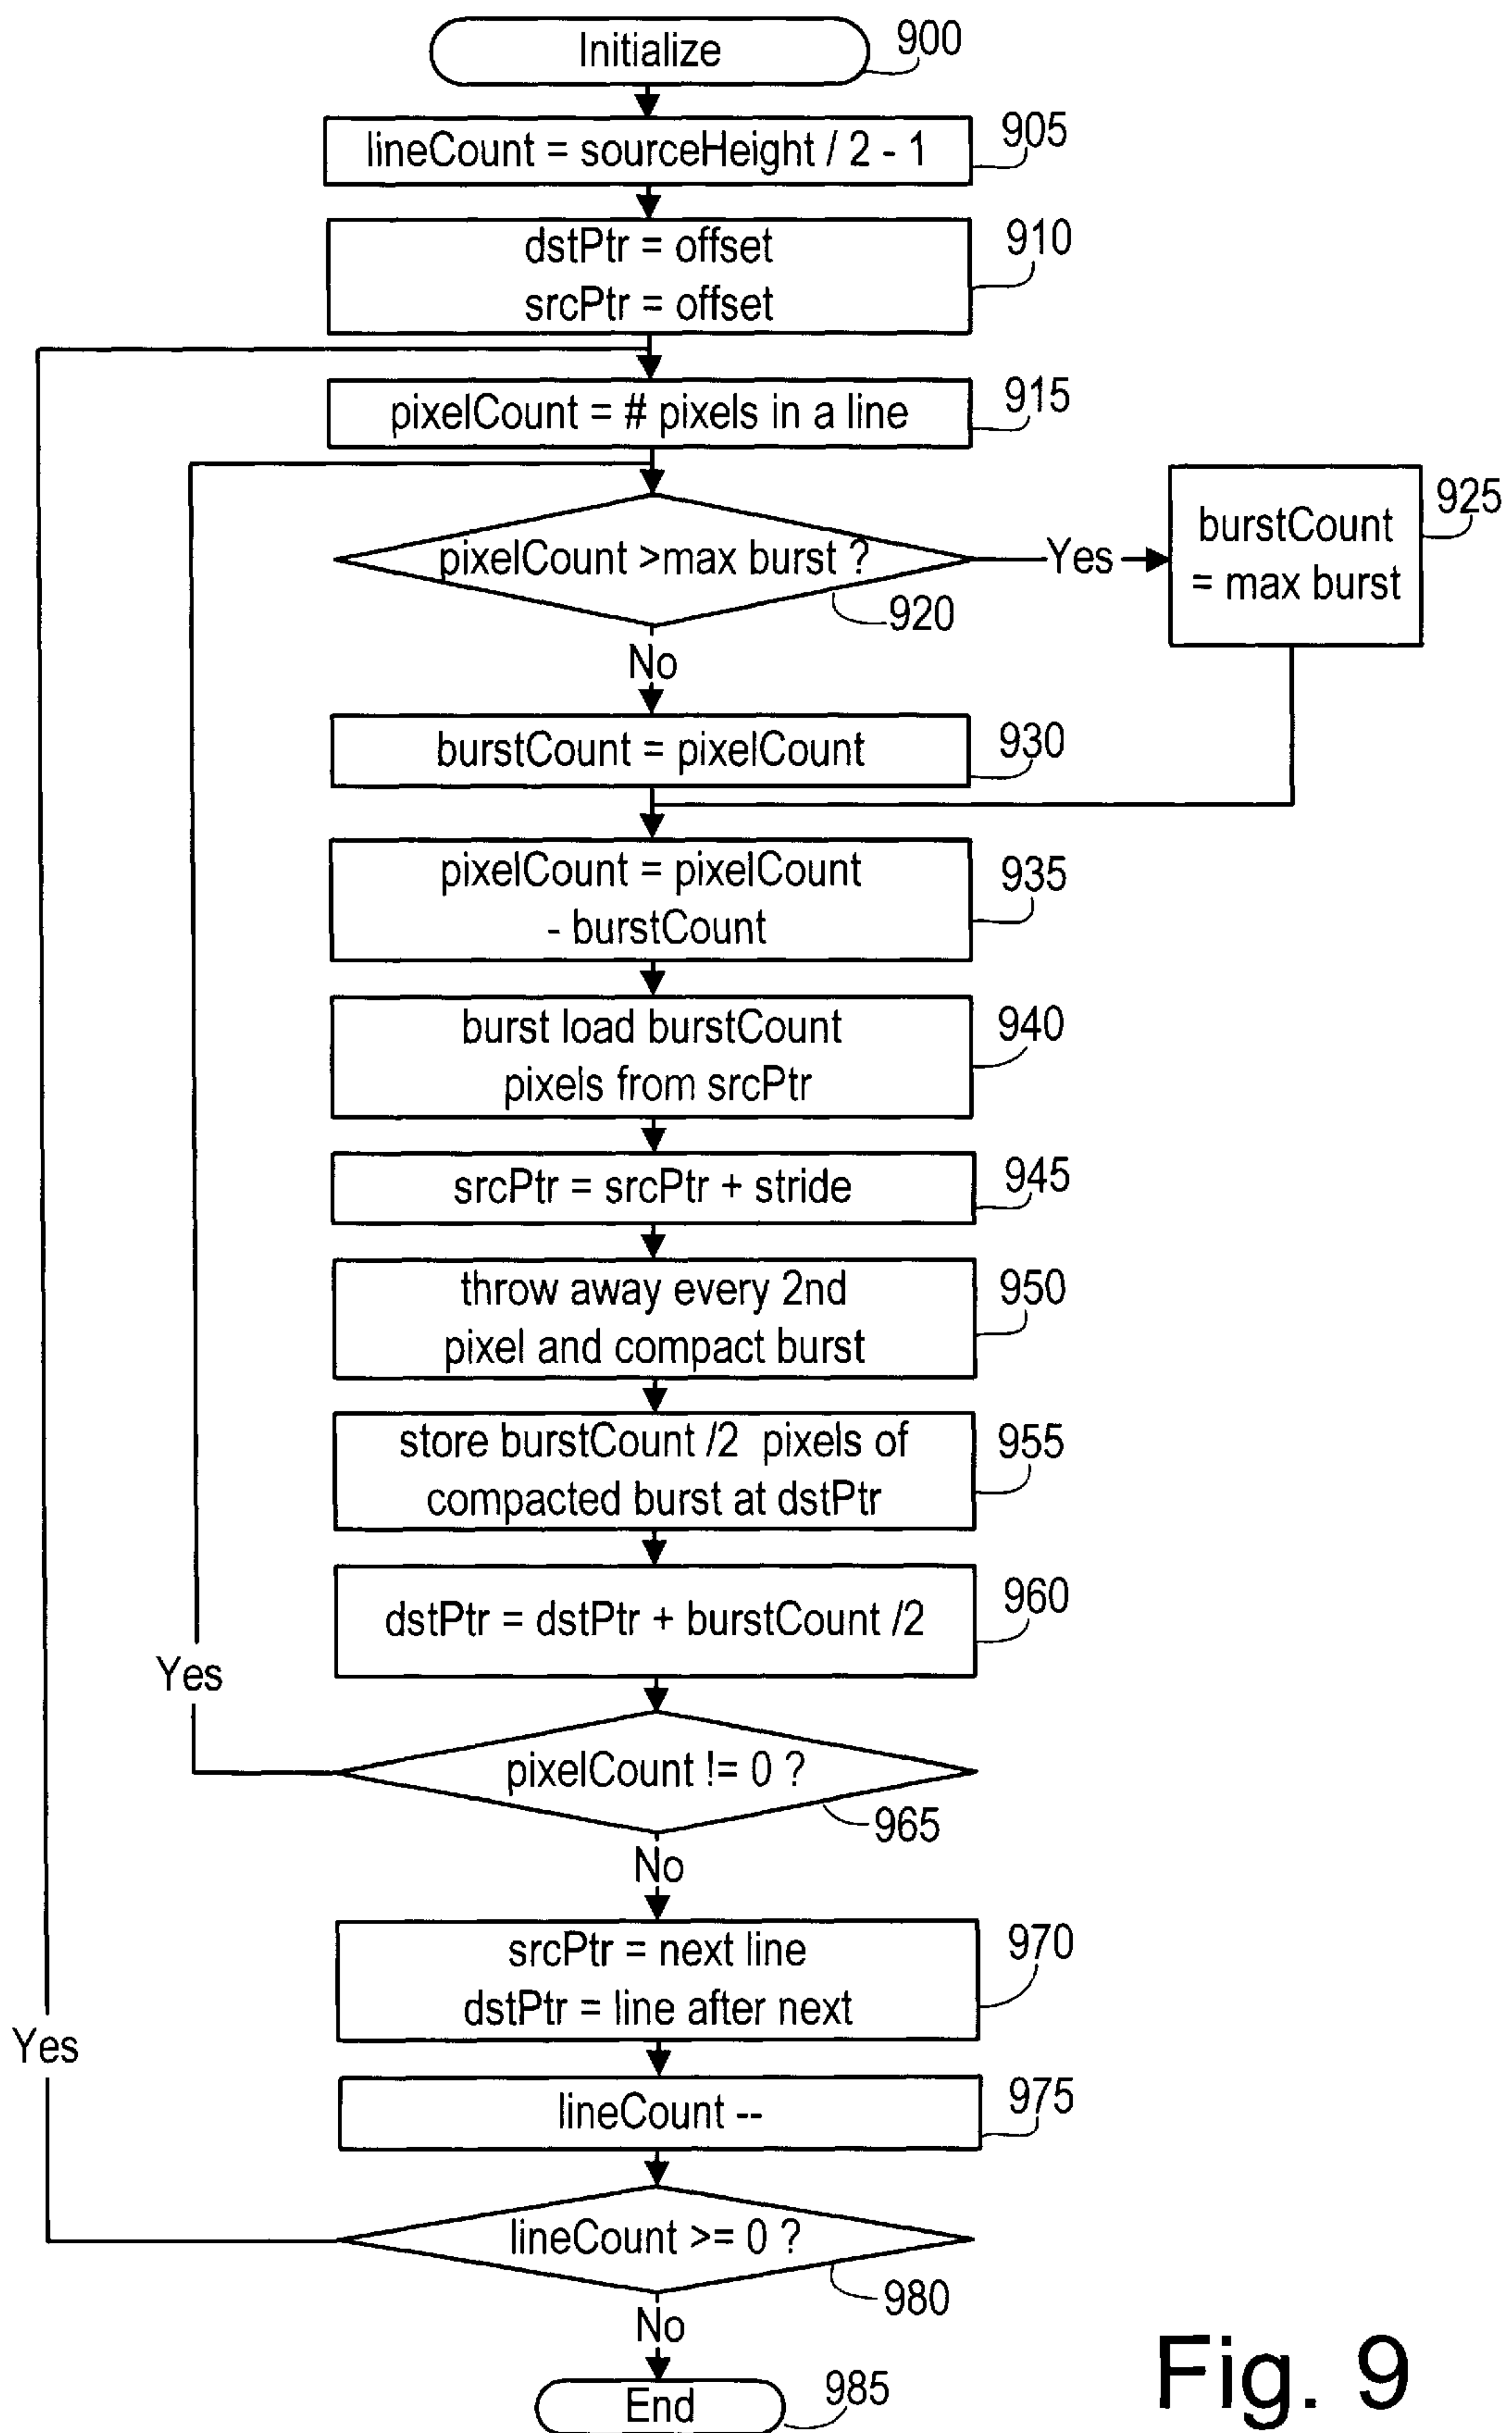 Initialize
900
lineCount = sourceHeight / 2 - 1
905
dstPtr = offset
srcPtr = offset
910
pixelCount = # pixels in a line
915
pixelCount >max burst ?
920
Yes
burstCount
= max burst
925
No
burstCount = pixelCount
930
pixelCount = pixelCount
- burstCount
935
burst load burstCount
pixels from srcPtr
940
srcPtr = srcPtr + stride
945
throw away every 2nd
pixel and compact burst
950
store burstCount /2 pixels of
compacted burst at dstPtr
955
dstPtr = dstPtr + burstCount /2
960
Yes
pixelCount != 0 ?
965
No
srcPtr = next line
dstPtr = line after next
970
Yes
lineCount --
975
lineCount >= 0 ?
980
No
End
985
Fig. 9